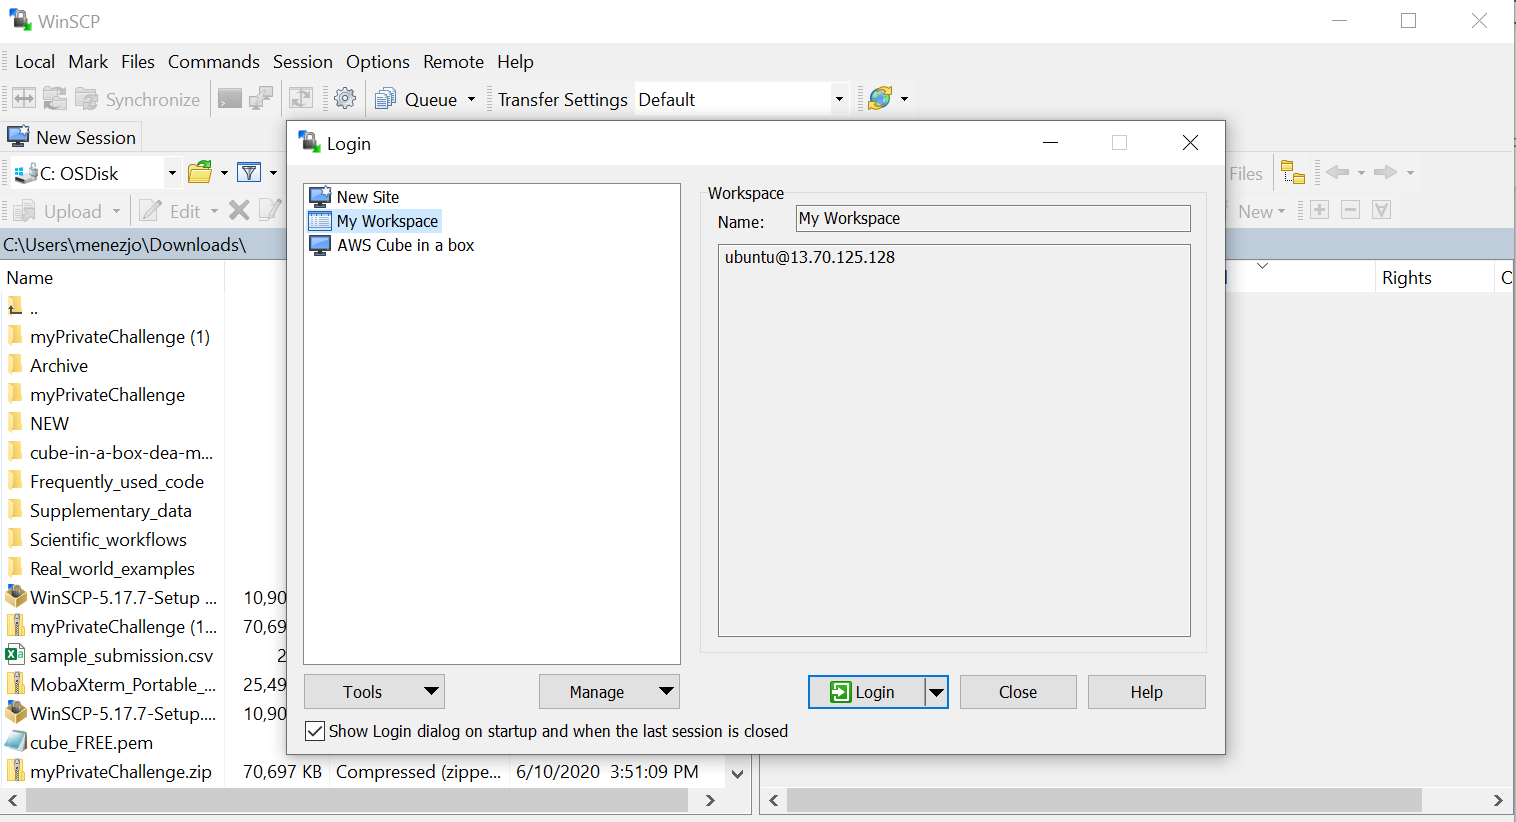 WinSCP
Local Mark Files Commands Session Options Remote Help
Synchronize Queue Transfer Settings Default
New Session
C: OSDisk
Upload Edit
C:\Users\menezjo\Downloads\
Name
..
myPrivateChallenge (1)
Archive
myPrivateChallenge
NEW
cube-in-a-box-dea-m...
Frequently_used_code
Supplementary_data
Scientific_workflows
Real_world_examples
WinSCP-5.17.7-Setup ... 10,90
myPrivateChallenge (1... 70,69
sample_submission.csv 2
MobaXterm_Portable_... 25,49
WinSCP-5.17.7-Setup.... 10,90
cube_FREE.pem
myPrivateChallenge.zip 70,697 KB Compressed (zippe... 6/10/2020 3:51:09 PM
Login
New Site
My Workspace
AWS Cube in a box
Workspace
Name: My Workspace
ubuntu@13.70.125.128
Tools Manage Login Close Help
Show Login dialog on startup and when the last session is closed
Files
New
Rights